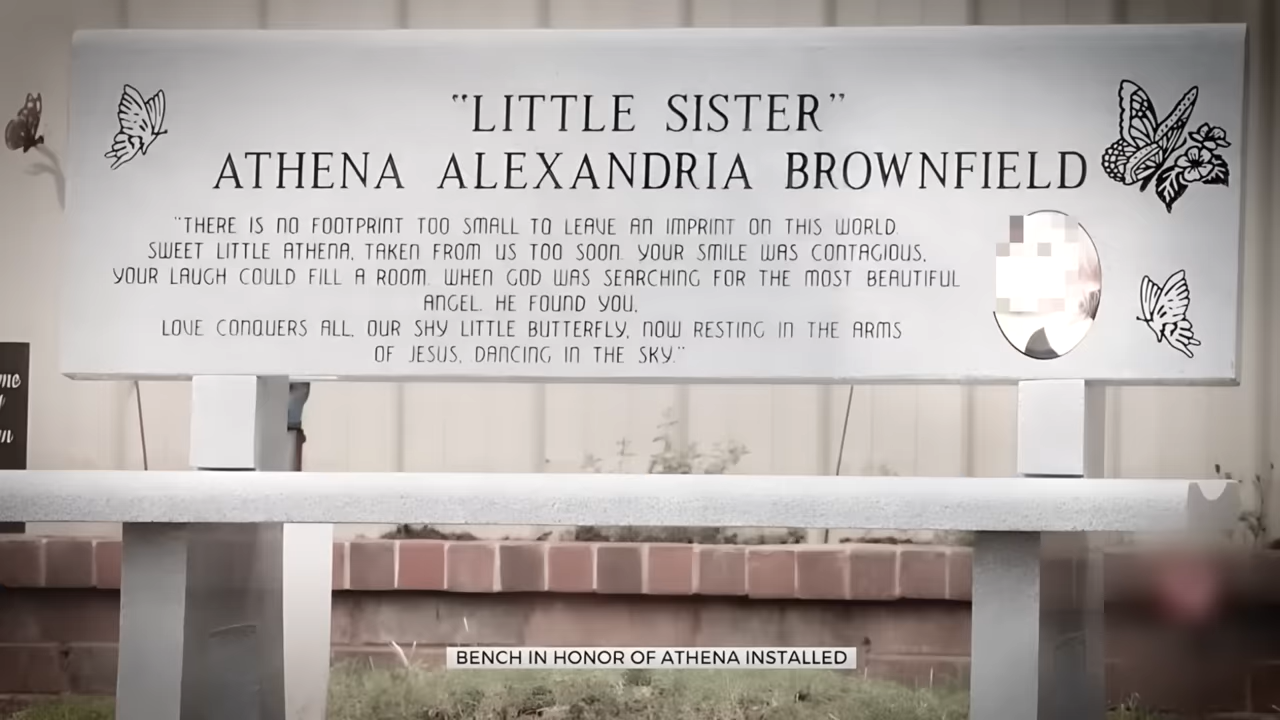 "LITTLE SISTER"
ATHENA ALEXANDRIA BROWNFIELD
"THERE IS NO FOOTPRINT TOO SMALL TO LEAVE AN IMPRINT ON THIS WORLD.
SWEET LITTLE ATHENA, TAKEN FROM US TOO SOON. YOUR SMILE WAS CONTAGIOUS,
YOUR LAUGH COULD FILL A ROOM. WHEN GOD WAS SEARCHING FOR THE MOST BEAUTIFUL
ANGEL. HE FOUND YOU,
LOVE CONQUERS ALL, OUR SHY LITTLE BUTTERFLY, NOW RESTING IN THE ARMS
OF JESUS, DANCING IN THE SKY."
BENCH IN HONOR OF ATHENA INSTALLED